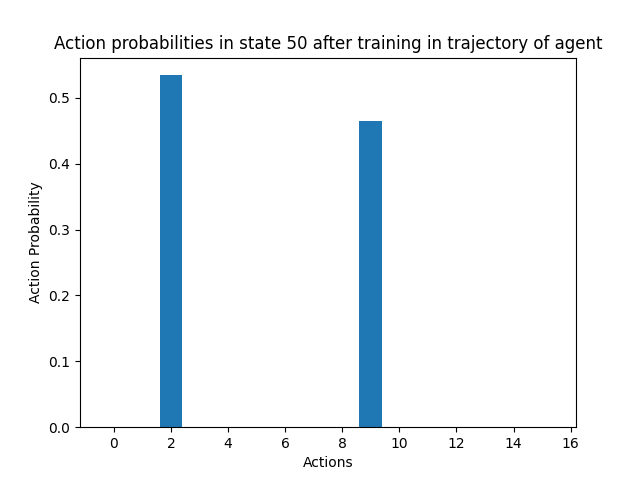 Action probabilities in state 50 after training in trajectory of agent
0.5
0.4
0.3
0.2
0.1
0.0
Action Probability
0 2 4 6 8 10 12 14 16
Actions